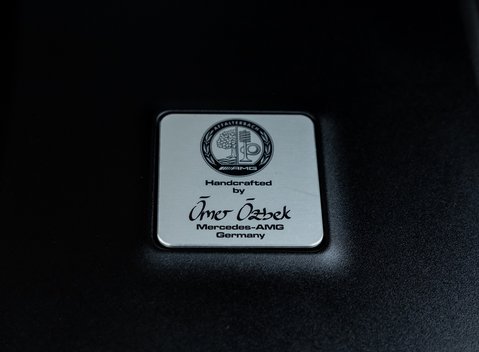 AFFALTERBACH
AMG
Handcrafted
by
Ömer Özbek
Mercedes-AMG
Germany